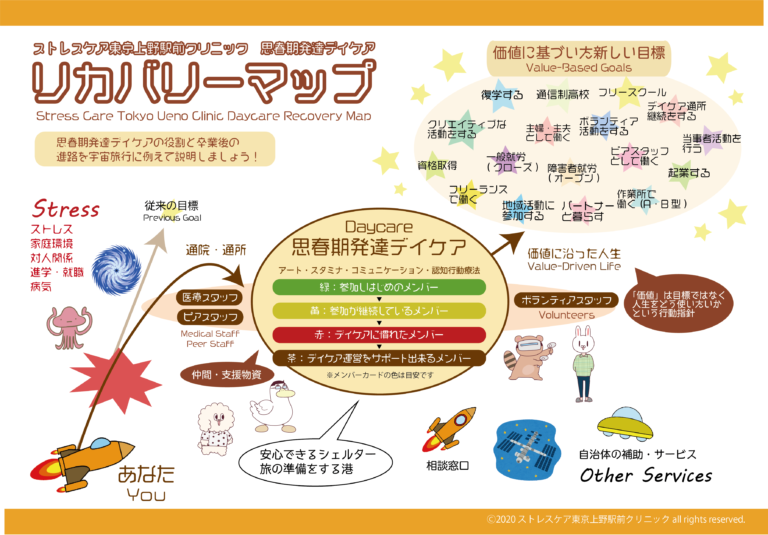 ストレスケア東京上野駅前クリニック 思春期発達デイケア
リカバリーマップ
Stress Care Tokyo Ueno Clinic Daycare Recovery Map
思春期発達デイケアの役割と卒業後の
進路を宇宙旅行に例えて説明しましょう！
価値に基づいた新しい目標
Value-Based Goals
復学する
通信制高校
フリースクール
デイケア通所
継続をする
クリエイティブな
活動をする
主婦・主夫
として働く
ボランティア
活動をする
当事者活動を
行う
資格取得
一般就労
（クローズ）
障害者就労
（オープン）
ピアスタッフ
として働く
起業する
フリーランス
で働く
地域活動に
参加する
パートナー
と暮らす
作業所で
働く（A・B型）
Stress
ストレス
家庭環境
対人関係
進学・就職
病気
従来の目標
Previous Goal
通院・通所
医療スタッフ
ピアスタッフ
Medical Staff
Peer Staff
仲間・支援物資
Daycare
思春期発達デイケア
アート・スタミナ・コミュニケーション・認知行動療法
緑：参加しはじめのメンバー
黄：参加が継続しているメンバー
赤：デイケアに慣れたメンバー
茶：デイケア運営をサポート出来るメンバー
※メンバーカードの色は目安です
価値に沿った人生
Value-Driven Life
ボランティアスタッフ
Volunteers
「価値」は目標ではなく
人生をどう使いたいか
という行動指針
あなた
You
安心できるシェルター
旅の準備をする港
相談窓口
自治体の補助・サービス
Other Services
©2020 ストレスケア東京上野駅前クリニック all rights reserved.